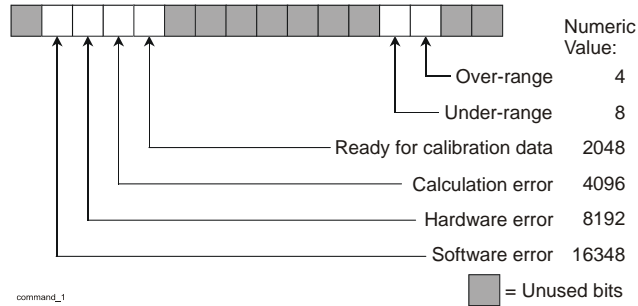 Numeric
Value:
Over-range 4
Under-range 8
Ready for calibration data 2048
Calculation error 4096
Hardware error 8192
Software error 16348
command_1
= Unused bits